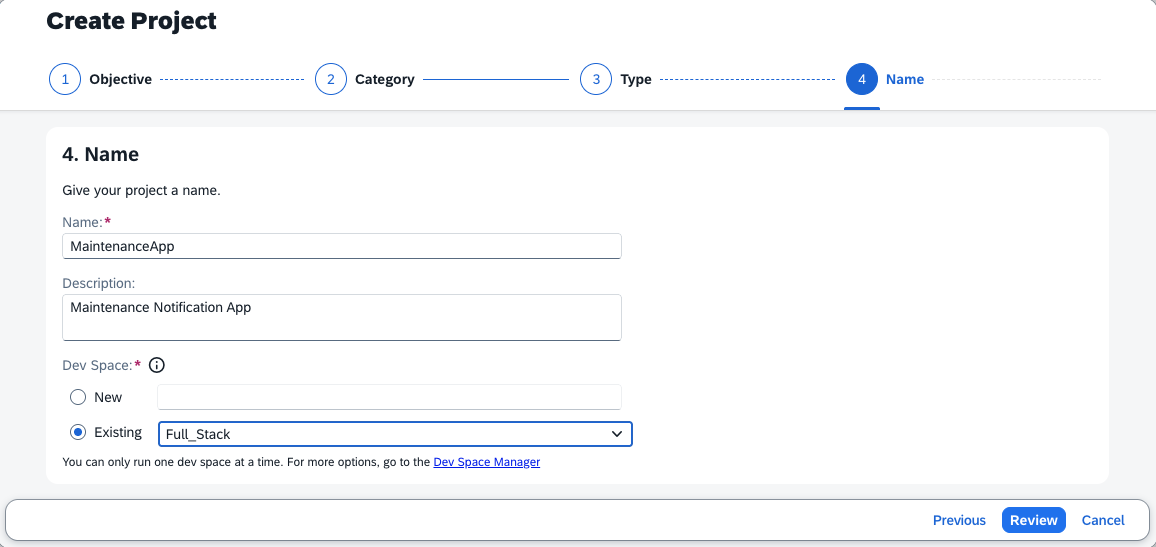 Create Project
1 Objective 2 Category 3 Type 4 Name
4. Name
Give your project a name.
Name:*
MaintenanceApp
Description:
Maintenance Notification App
Dev Space:*
New
Existing Full_Stack
You can only run one dev space at a time. For more options, go to the Dev Space Manager
Previous Review Cancel